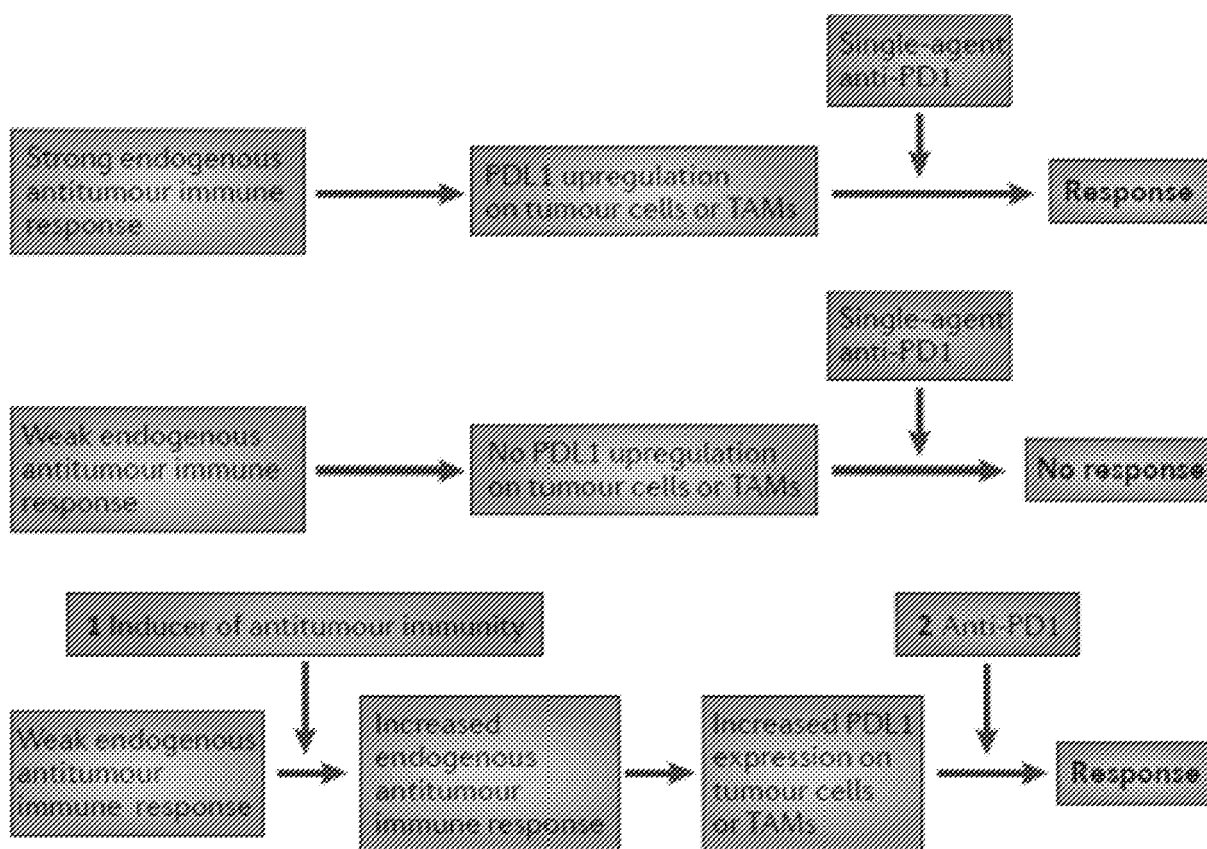 Single-agent
anti-PD1
Strong endogenous
antitumour immune
response
PDL1 upregulation
on tumour cells or TAMs
Response
Single-agent
anti-PD1
Weak endogenous
antitumour immune
response
No PDL1 upregulation
on tumour cells or TAMs
No response
1 Inducer of antitumour immunity
2 Anti-PD1
Weak endogenous
antitumour
immune response
Increased
endogenous
antitumour
immune response
Increased PDL1
expression on
tumour cells
or TAMs
Response